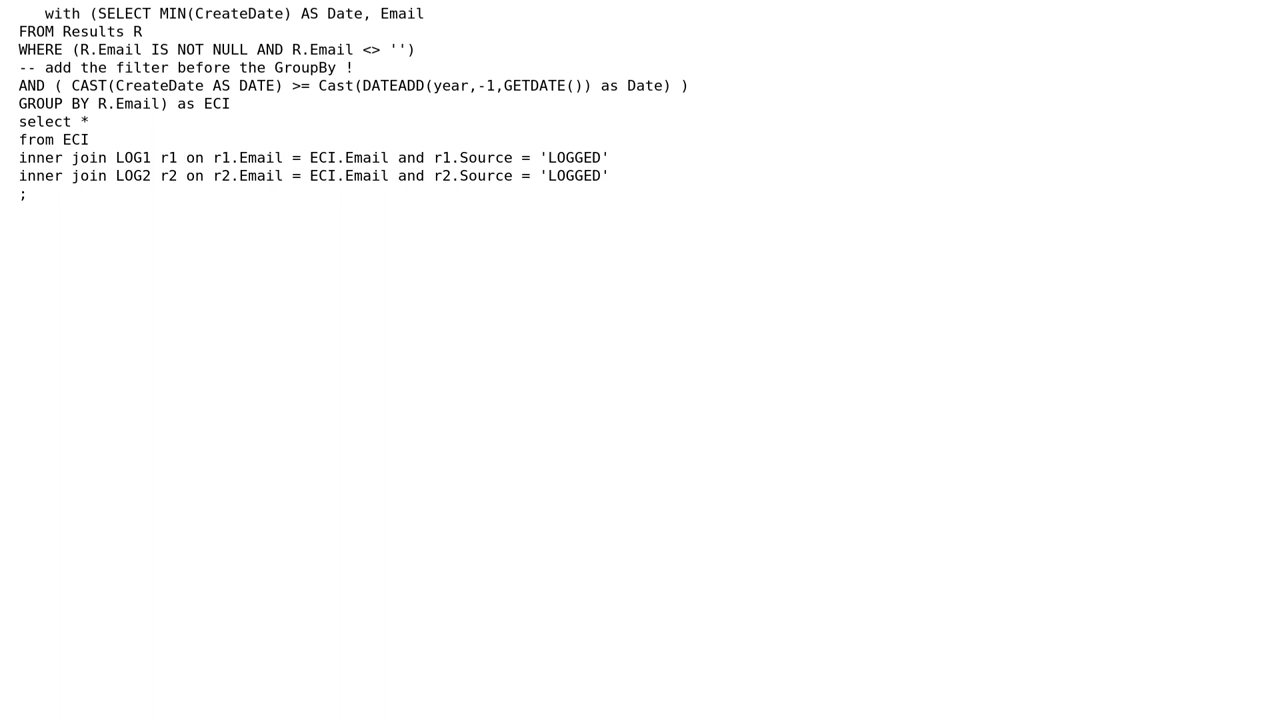 with (SELECT MIN(CreateDate) AS Date, Email
FROM Results R
WHERE (R.Email IS NOT NULL AND R.Email <> '')
-- add the filter before the GroupBy !
AND ( CAST(CreateDate AS DATE) >= Cast(DATEADD(year,-1,GETDATE()) as Date) )
GROUP BY R.Email) as ECI
select *
from ECI
inner join LOG1 r1 on r1.Email = ECI.Email and r1.Source = 'LOGGED'
inner join LOG2 r2 on r2.Email = ECI.Email and r2.Source = 'LOGGED'
;